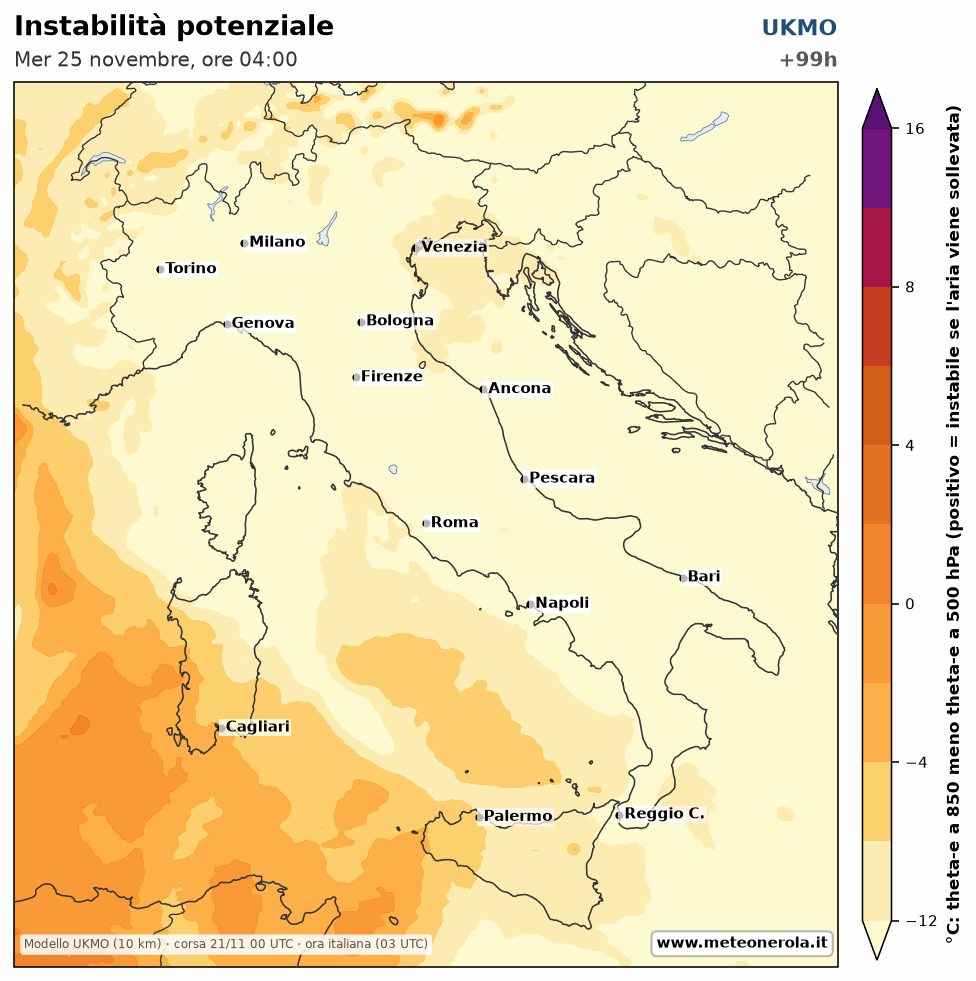 Instabilità potenziale
UKMO
Mer 25 novembre, ore 04:00
+99h
Milano
Venezia
Torino
Genova
Bologna
Firenze
Ancona
Pescara
Roma
Bari
Napoli
Cagliari
Palermo
Reggio C.
Modello UKMO (10 km) · corsa 21/11 00 UTC · ora italiana (03 UTC)
www.meteonerola.it
16
8
4
0
−4
−12
°C: theta-e a 850 meno theta-e a 500 hPa (positivo = instabile se l'aria viene sollevata)